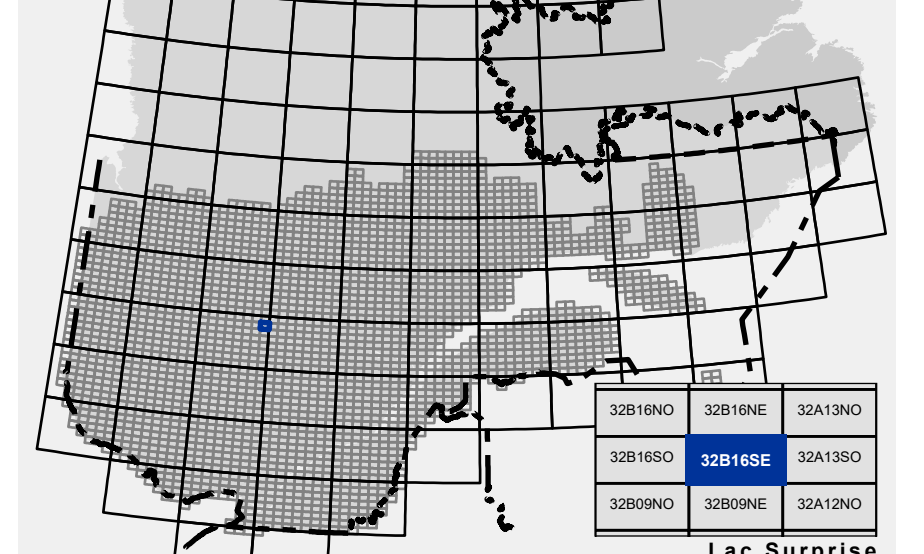 32B16NO 32B16NE 32A13NO
32B16SO 32B16SE 32A13SO
32B09NO 32B09NE 32A12NO
Lac Surprise